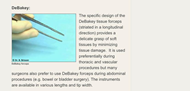 DeBakey:
The specific design of the
DeBakey tissue forceps
(striated in a longitudinal
direction) provides a
delicate grasp of soft
tissues by minimizing
tissue damage. It is used
preferentially during
thoracic and vascular
procedures but many
DeBakey forceps
surgeons also prefer to use DeBakey forceps during abdominal
procedures (e.g. bowel or bladder surgery). The instruments
are available in various lengths and tip width.